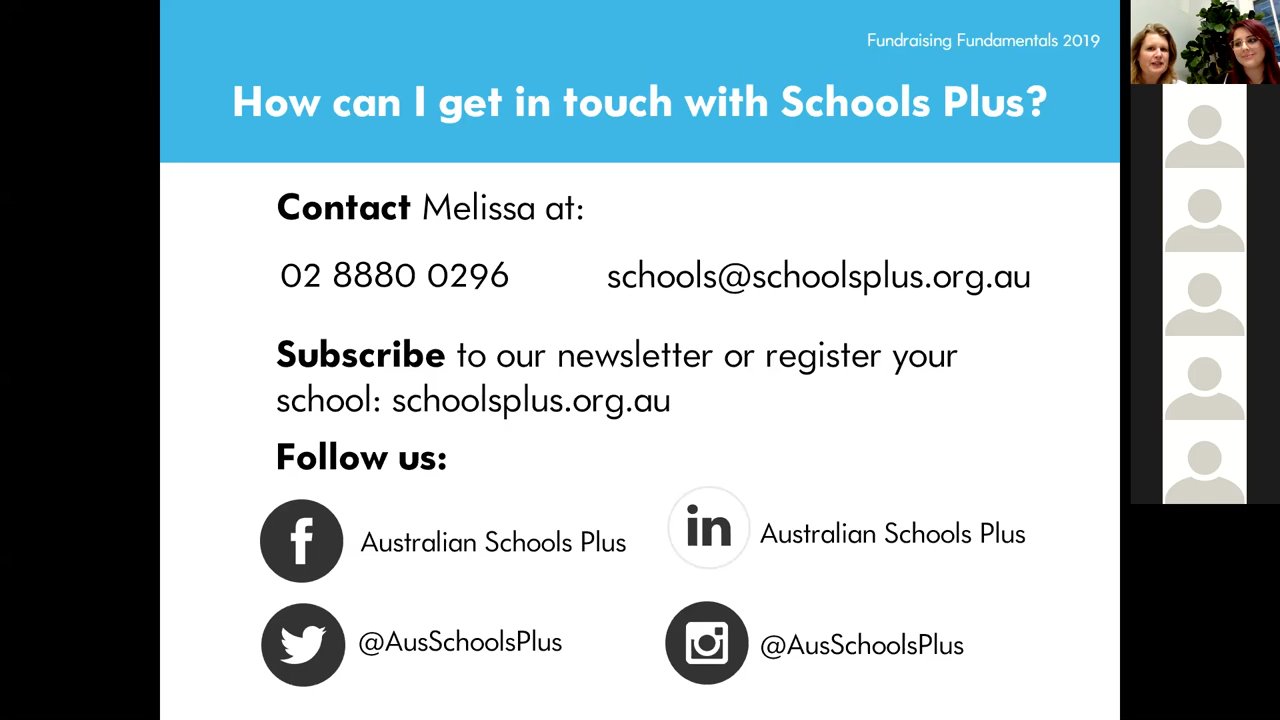 Fundraising Fundamentals 2019
How can I get in touch with Schools Plus?
Contact Melissa at:
02 8880 0296 schools@schoolsplus.org.au
Subscribe to our newsletter or register your
school: schoolsplus.org.au
Follow us:
f Australian Schools Plus
in Australian Schools Plus
@AusSchoolsPlus
@AusSchoolsPlus